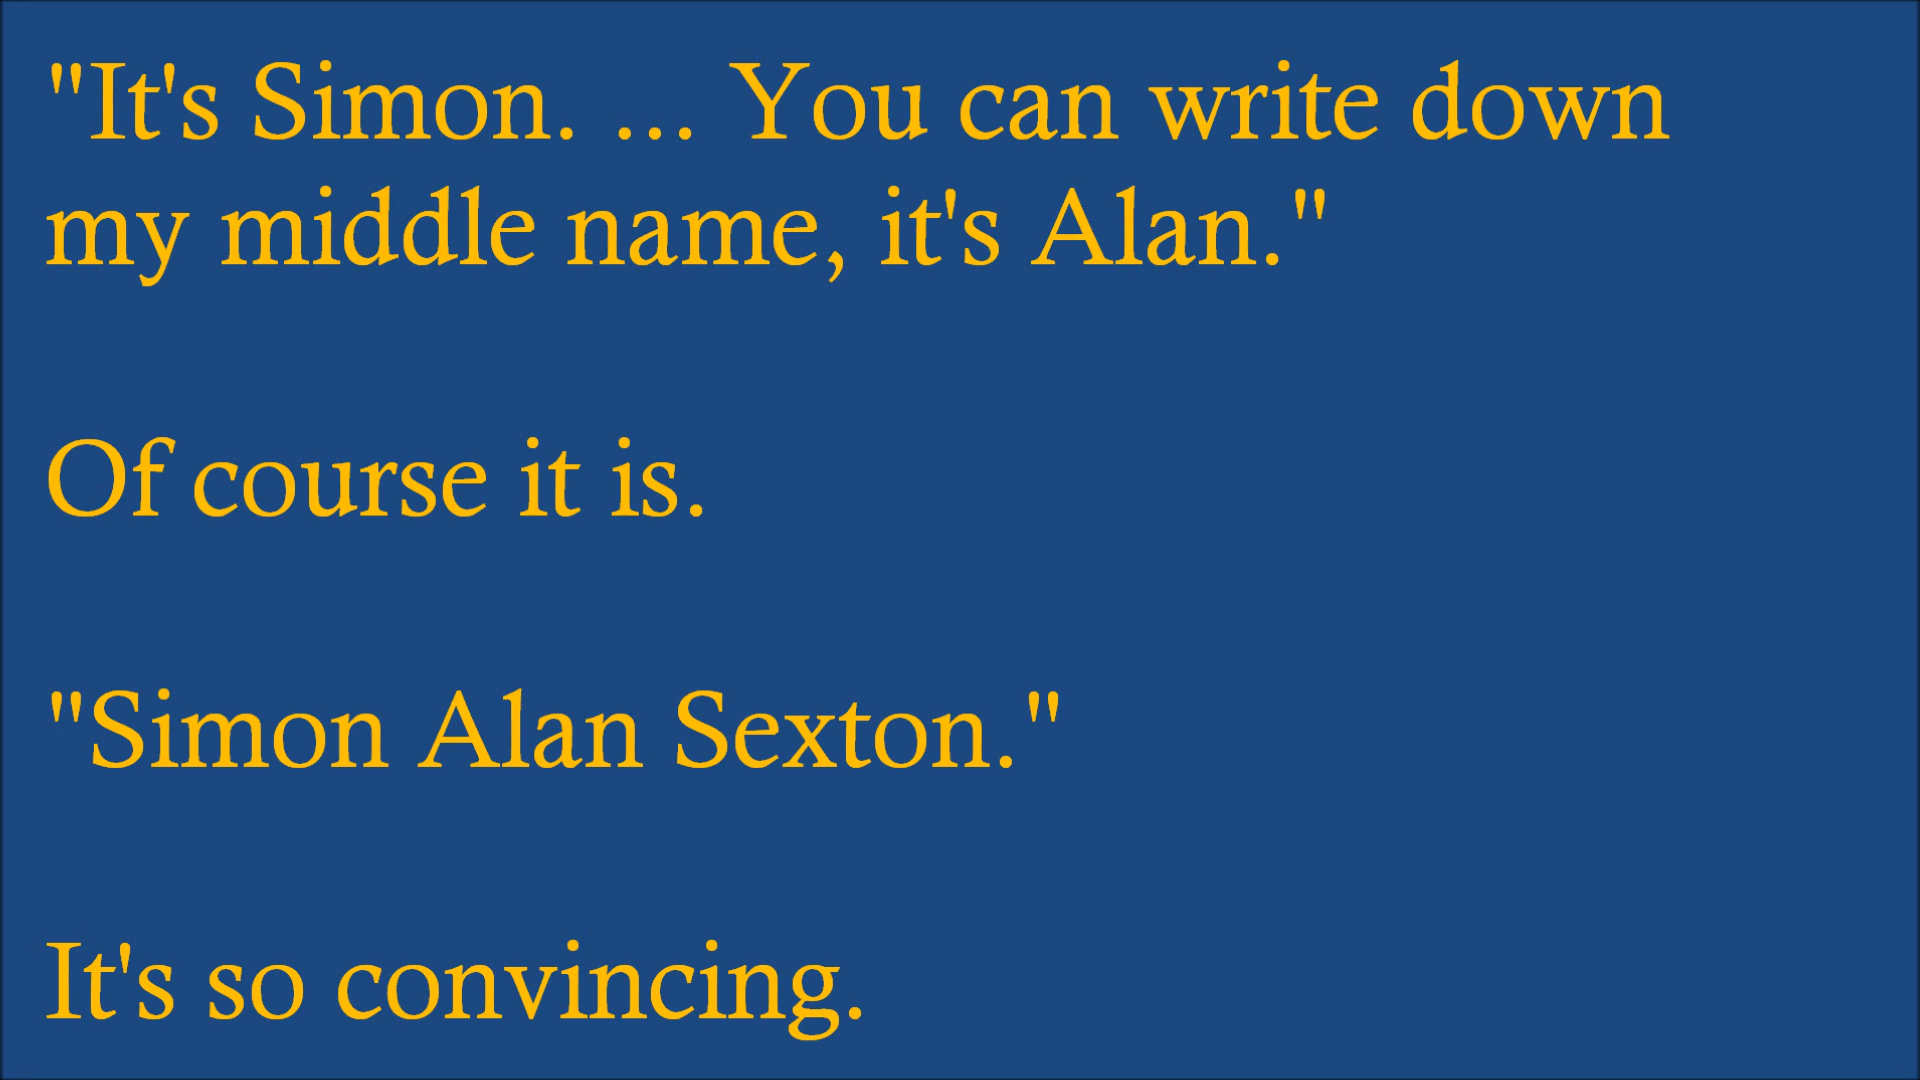 "It's Simon. ... You can write down
my middle name, it's Alan."
Of course it is.
"Simon Alan Sexton."
It's so convincing.